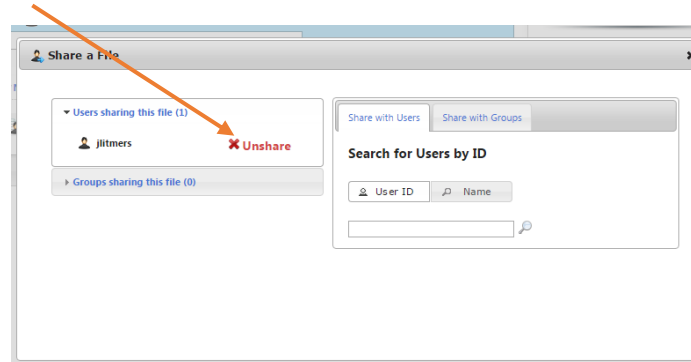 Share a File
Users sharing this file (1)
jlitmers
Unshare
Groups sharing this file (0)
Share with Users
Share with Groups
Search for Users by ID
User ID
Name